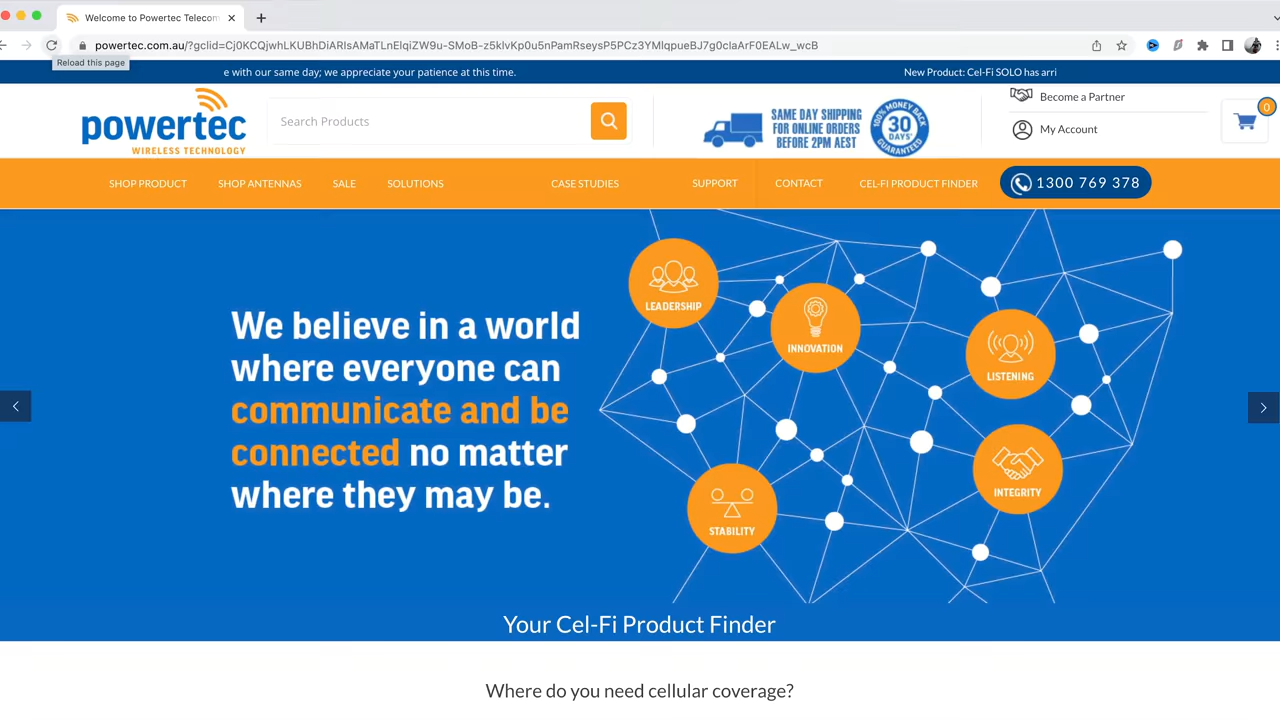 Welcome to Powertec Telecom
powertec.com.au/?gclid=Cj0KCQjwhLKUBhDiARIsAMaTLnElqiZW9u-SMoB-z5klvKp0u5nPamRseysP5PCz3YMlqpueBJ7g0cIaArF0EALw_wcB
Reload this page
e with our same day; we appreciate your patience at this time.
New Product: Cel-Fi SOLO has arri
powertec
WIRELESS TECHNOLOGY
Search Products
SAME DAY SHIPPING
FOR ONLINE ORDERS
BEFORE 2PM AEST
100% MONEY BACK
30
DAYS'
GUARANTEED
Become a Partner
My Account
0
SHOP PRODUCT
SHOP ANTENNAS
SALE
SOLUTIONS
CASE STUDIES
SUPPORT
CONTACT
CEL-FI PRODUCT FINDER
1300 769 378
We believe in a world
where everyone can
communicate and be
connected no matter
where they may be.
LEADERSHIP
INNOVATION
LISTENING
INTEGRITY
STABILITY
Your Cel-Fi Product Finder
Where do you need cellular coverage?